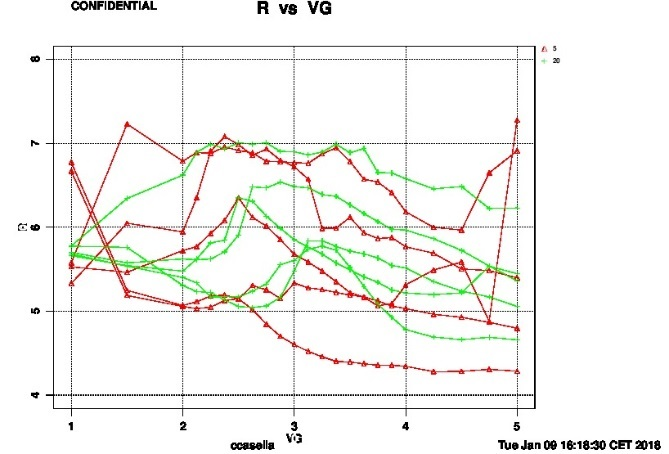 CONFIDENTIAL
R vs VG
5
20
8
7
6
5
4
R
1 2 3 4 5
VG
ccasella
Tue Jan 09 16:18:30 CET 2018